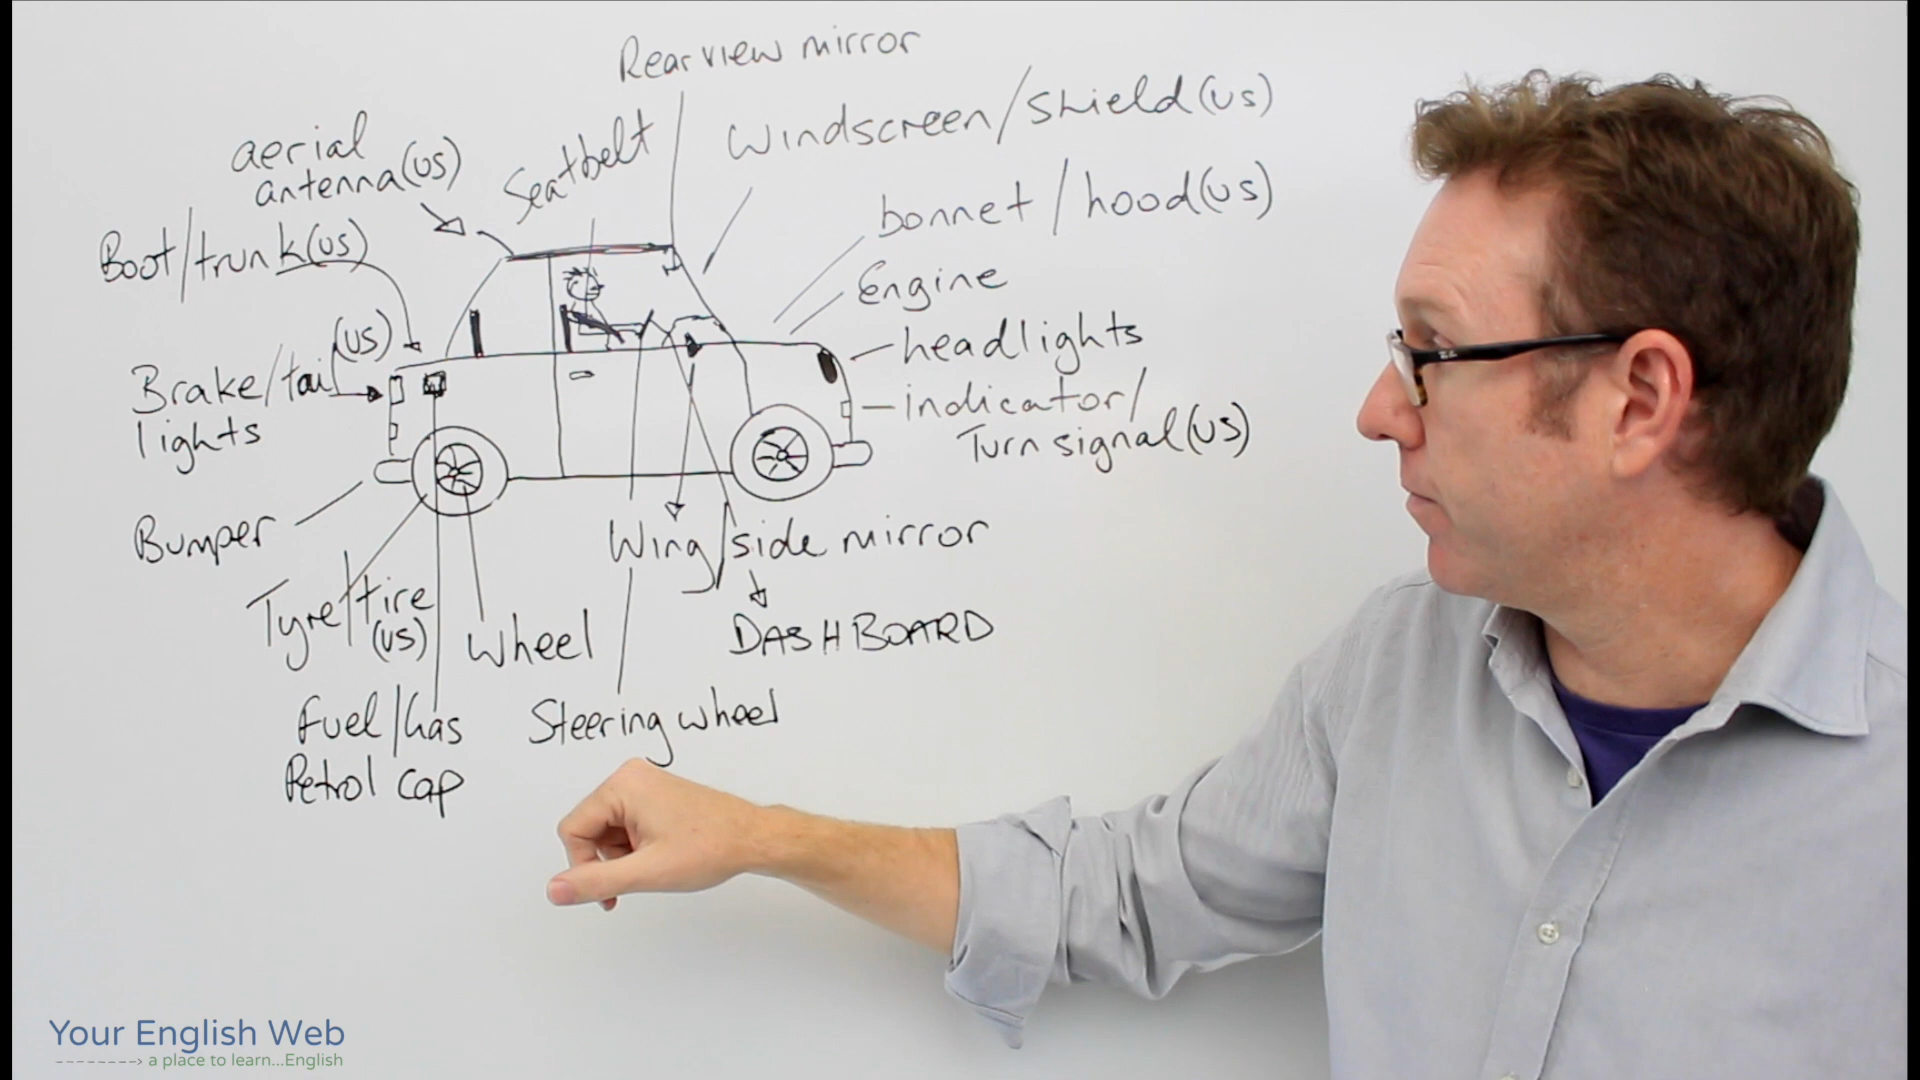 Rearview mirror
Windscreen/shield(US)
aerial
antenna(US)
Seatbelt
bonnet/hood(US)
Boot/trunk(US)
Engine
headlights
(US)
Brake/tail
lights
indicator/
Turn signal(US)
Bumper
Wing/side mirror
Tyre/tire
(US)
Wheel
DASHBOARD
Fuel/Gas
Petrol cap
Steering wheel
Your English Web
a place to learn...English